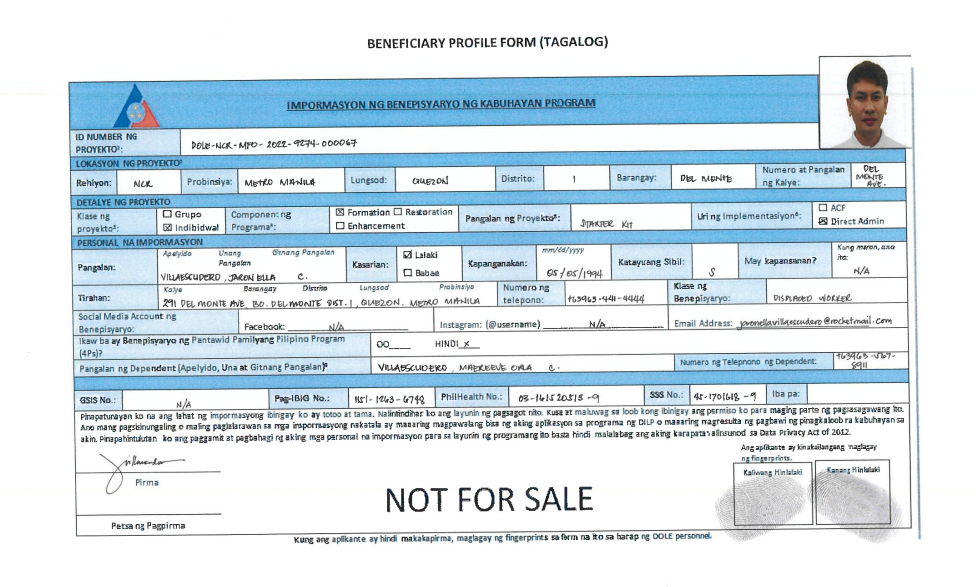 BENEFICIARY PROFILE FORM (TAGALOG)
IMPORMASYON NG BENEPISYARYO NG KABUHAYAN PROGRAM
ID NUMBER NG PROYEKTO¹: DOLE-NCR-MFO-2022-9274-000067
LOKASYON NG PROYEKTO²
Rehiyon: NCR Probinsiya: METRO MANILA Lungsod: QUEZON Distrito: 1 Barangay: DEL MONTE Numero at Pangalan ng Kalye: DEL MONTE AVE.
DETALYE NG PROYEKTO
Klase ng proyekto³: ☐ Grupo ☒ Indibidwal Component ng Programa⁴: ☒ Formation ☐ Restoration ☐ Enhancement Pangalan ng Proyekto⁵: STARTER KIT Uri ng Implementasyon⁶: ☐ ACF ☒ Direct Admin
PERSONAL NA IMPORMASYON
Pangalan: Apelyido Unang Pangalan Gitnang Pangalan
VILLAESCUDERO, JARON ELLA C.
Kasarian: ☑ Lalaki ☐ Babae Kapanganakan: mm/dd/yyyy 05/05/1994 Katayuang Sibil: S May kapansanan? Kung meron, ano ito: N/A
Tirahan: Kalye Barangay Distrito Lungsod Probinsiya
291 DEL MONTE AVE, BO. DEL MONTE DIST. 1, QUEZON, METRO MANILA
Numero ng telepono: +63963-441-4444 Klase ng Benepisyaryo: DISPLACED WORKER
Social Media Account ng Benepisyaryo: Facebook: N/A Instagram: (@username) N/A Email Address: jaronellavillaescudero@rocketmail.com
Ikaw ba ay Benepisyaryo ng Pantawid Pamilyang Pilipino Program (4Ps)? OO____ HINDI_X_
Pangalan ng Dependent (Apelyido, Una at Gitnang Pangalan)⁸ VILLAESCUDERO, C. Numero ng Telepnono ng Dependent: +63963-567-8911
GSIS No.: N/A Pag-IBIG No.: 1151-1263-6748 PhilHealth No.: 03-161520513-9 SSS No.: 45-1701618-9 Iba pa:
Pinapatunayan ko na ang lahat ng impormasyong ibinigay ko ay totoo at tama. Nalintindihar ko ang layunin ng pagsagot nito. Kusa at maluwag sa loob kong ibinigay ang permiso ko para maging parte ng pagsasagawang ito.
Ano mang pagsisinungaling o maling paglalarawan sa mga impormasyong nakatala ay maaaring magpawalang bisa ng aking aplikasyon sa programa ng DILP o maaaring magresulta ng pagbawi ng pinagkaloob na kabuhayan sa
akin. Pinapahintulutan ko ang paggamit at pagbahagi ng aking mga personal na impormasyon para sa layunin ng programang ito basta hindi malalabag ang aking karapatan alinsunod sa Data Privacy Act of 2012.
Ang aplikante ay kinakailangang maglagay ng fingerprints.
Pirma
Kaliwang Hinlalaki Kanang Hinlalaki
NOT FOR SALE
Petsa ng Pagpirma
Kung ang aplikante ay hindi makakapirma, maglagay ng fingerprints sa form na ito sa harap ng DOLE personnel.